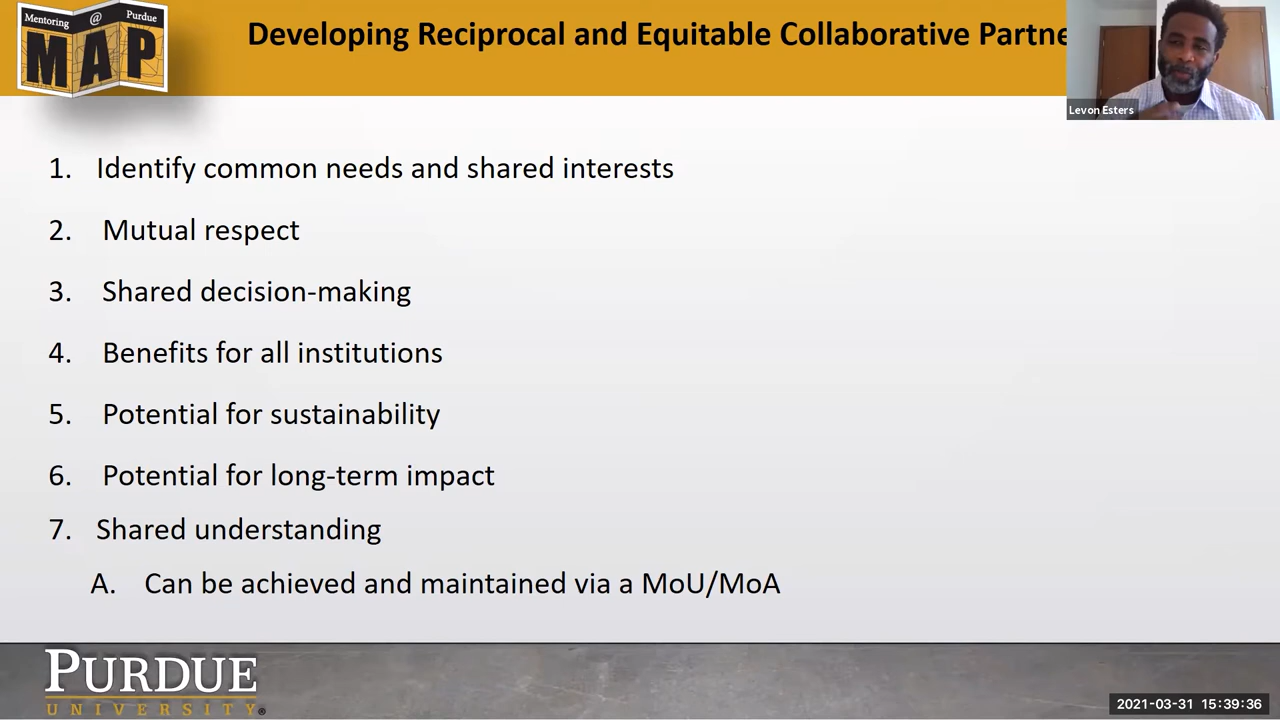 Mentoring @ Purdue
MAP
Developing Reciprocal and Equitable Collaborative Partne
Levon Esters
1. Identify common needs and shared interests
2. Mutual respect
3. Shared decision-making
4. Benefits for all institutions
5. Potential for sustainability
6. Potential for long-term impact
7. Shared understanding
A. Can be achieved and maintained via a MoU/MoA
PURDUE
UNIVERSITY®
2021-03-31 15:39:36